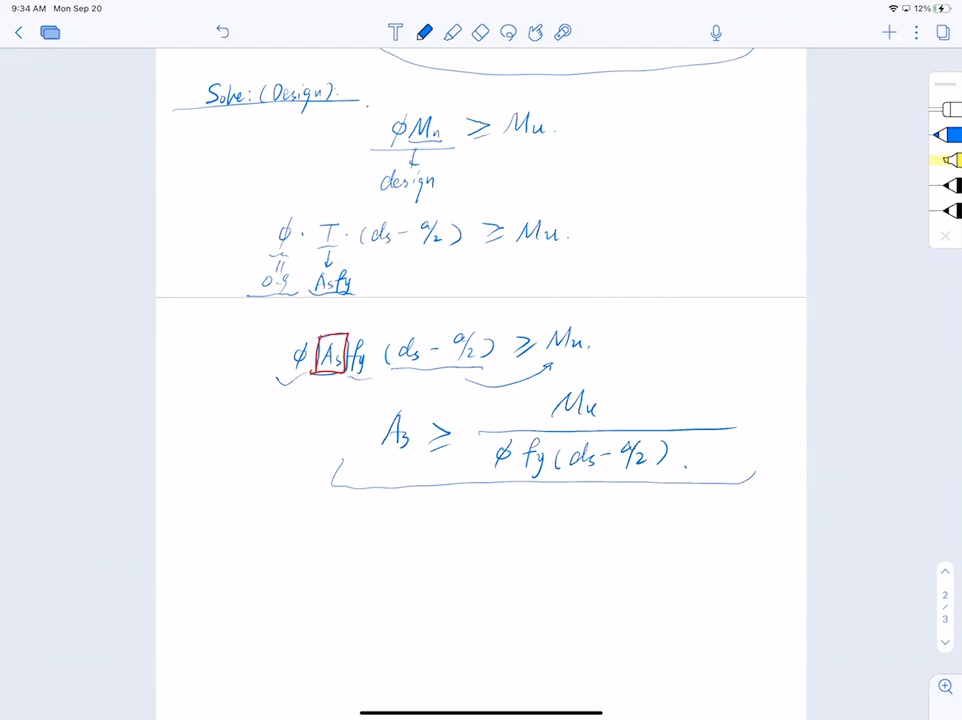 9:34 AM Mon Sep 20
12%
Solve: (Design).
ϕMn ≥ Mu.
↓
design
ϕ · T · (ds - a/2) ≥ Mu.
= ↓
0.9 Asfy
ϕ As fy (ds - a/2) ≥ Mu.
Mu
As ≥
ϕ fy (ds - a/2).
2
/
3